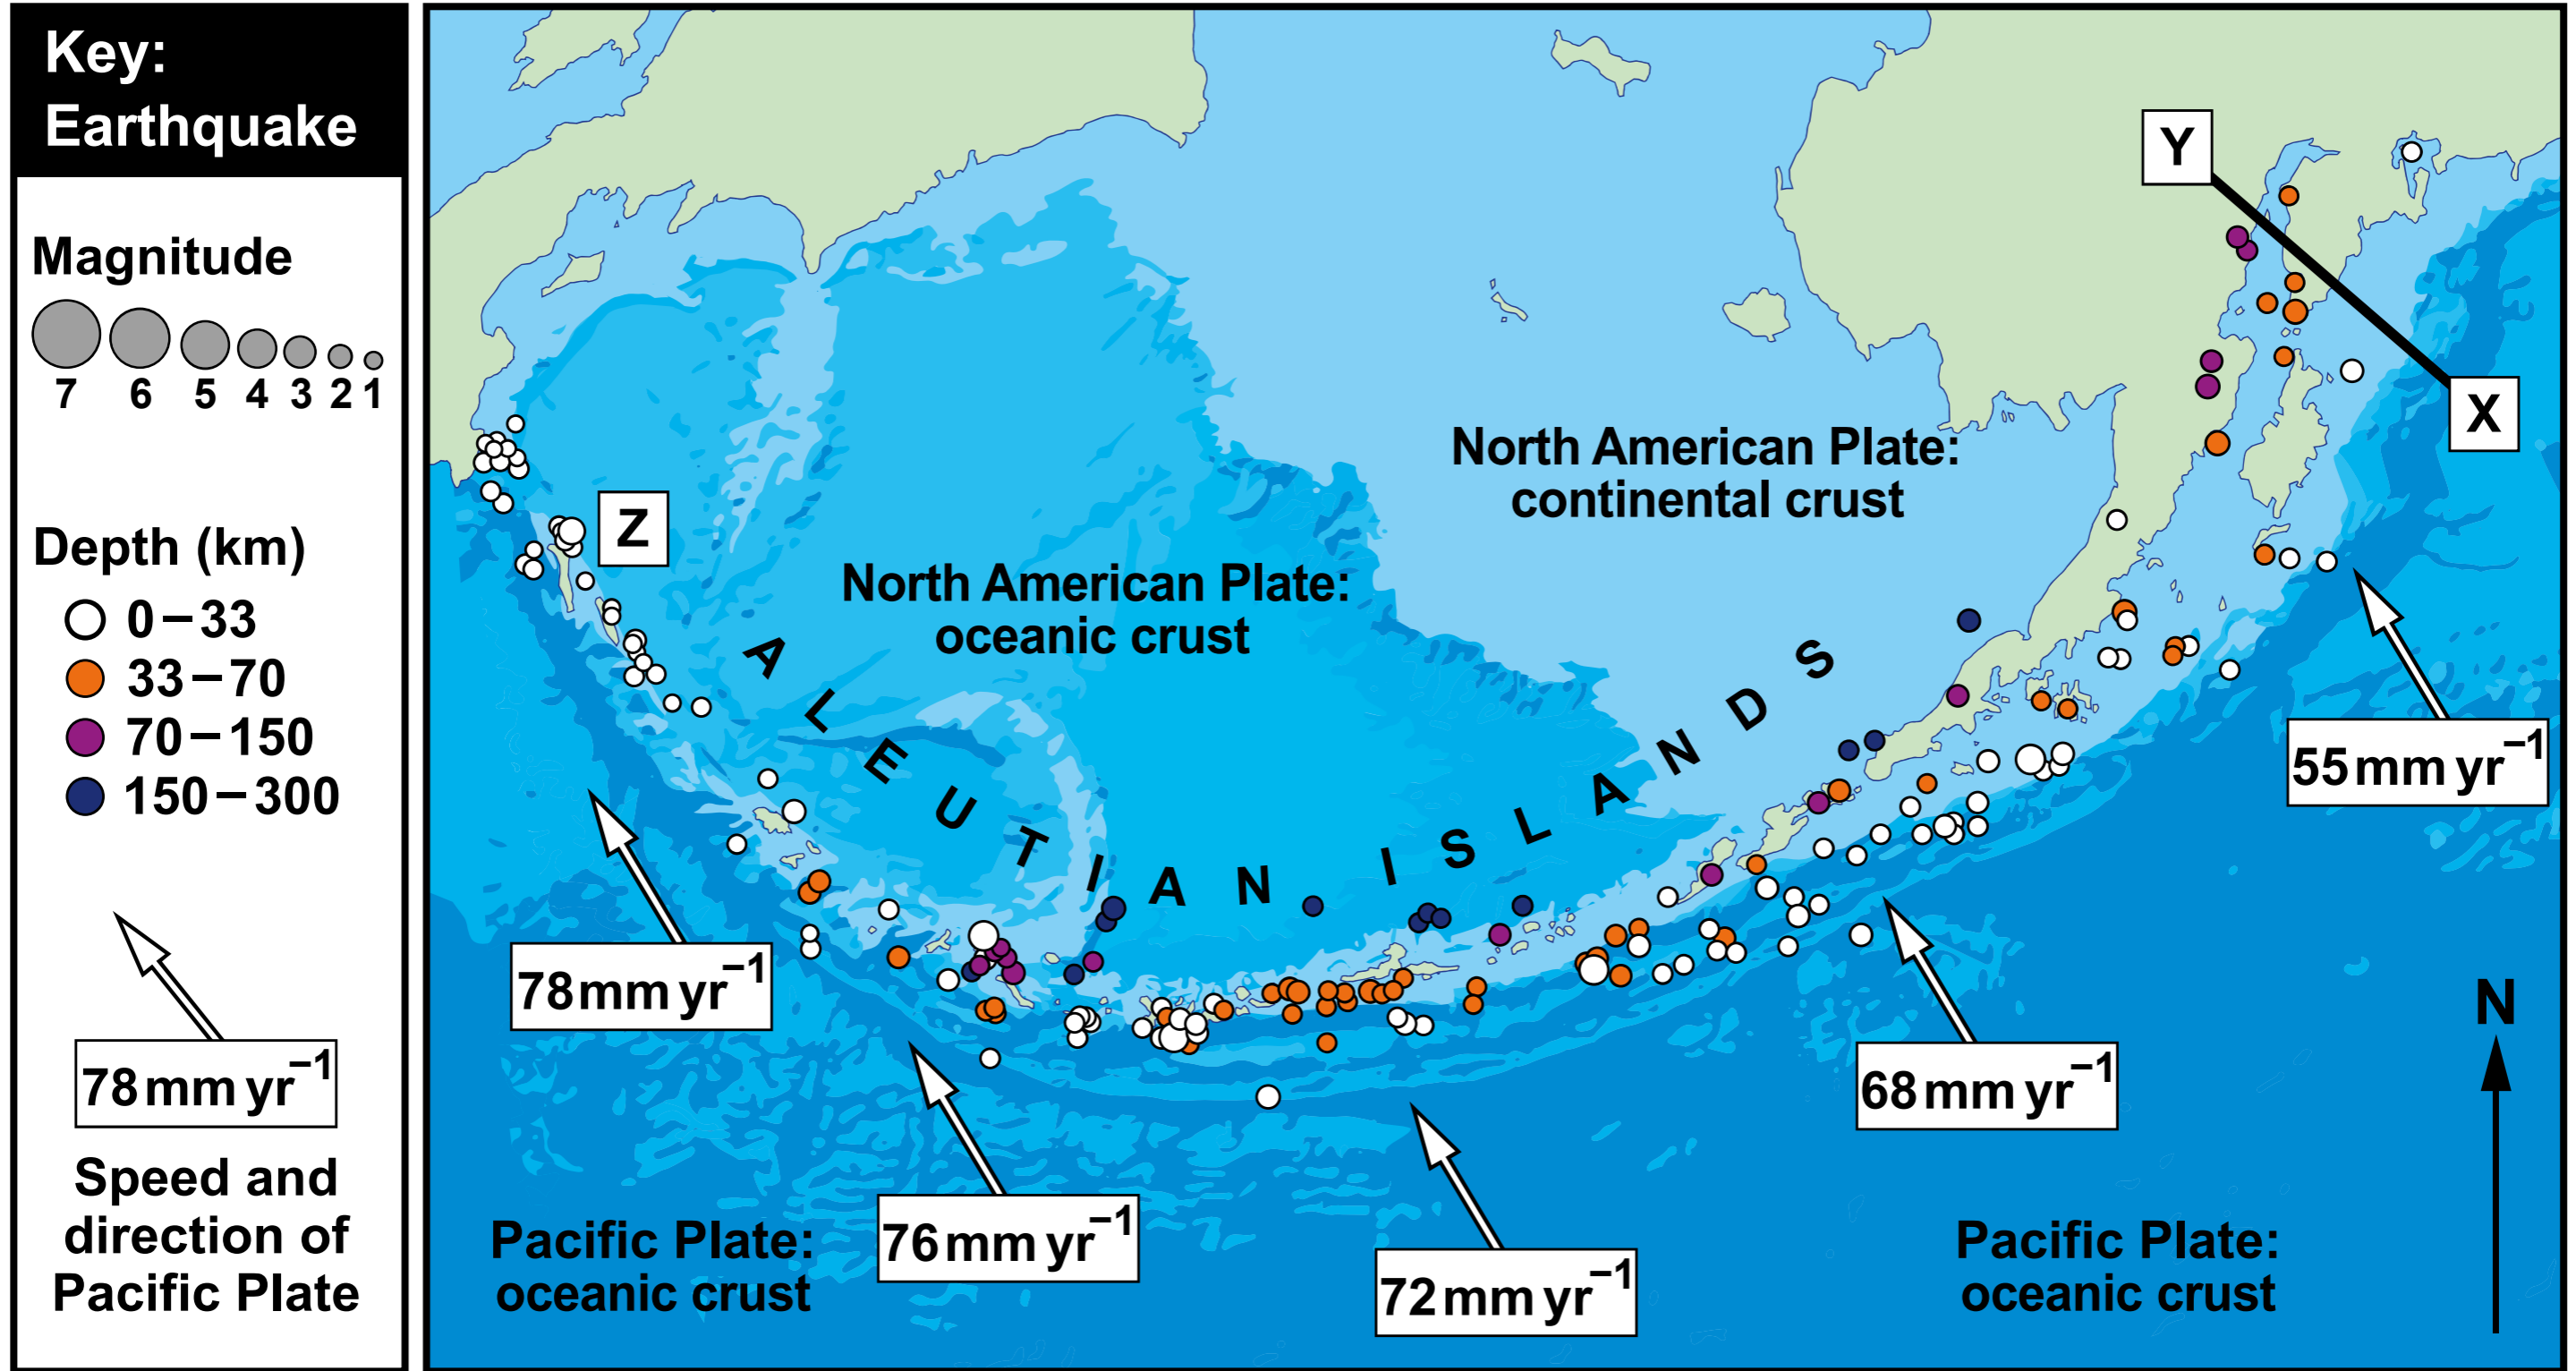 Key:
Earthquake
Magnitude
7 6 5 4 3 2 1
Depth (km)
0–33
33–70
70–150
150–300
78 mm yr⁻¹
Speed and
direction of
Pacific Plate
Y
X
Z
North American Plate:
continental crust
North American Plate:
oceanic crust
ALEUTIAN ISLANDS
55 mm yr⁻¹
78 mm yr⁻¹
68 mm yr⁻¹
76 mm yr⁻¹
72 mm yr⁻¹
N
Pacific Plate:
oceanic crust
Pacific Plate:
oceanic crust